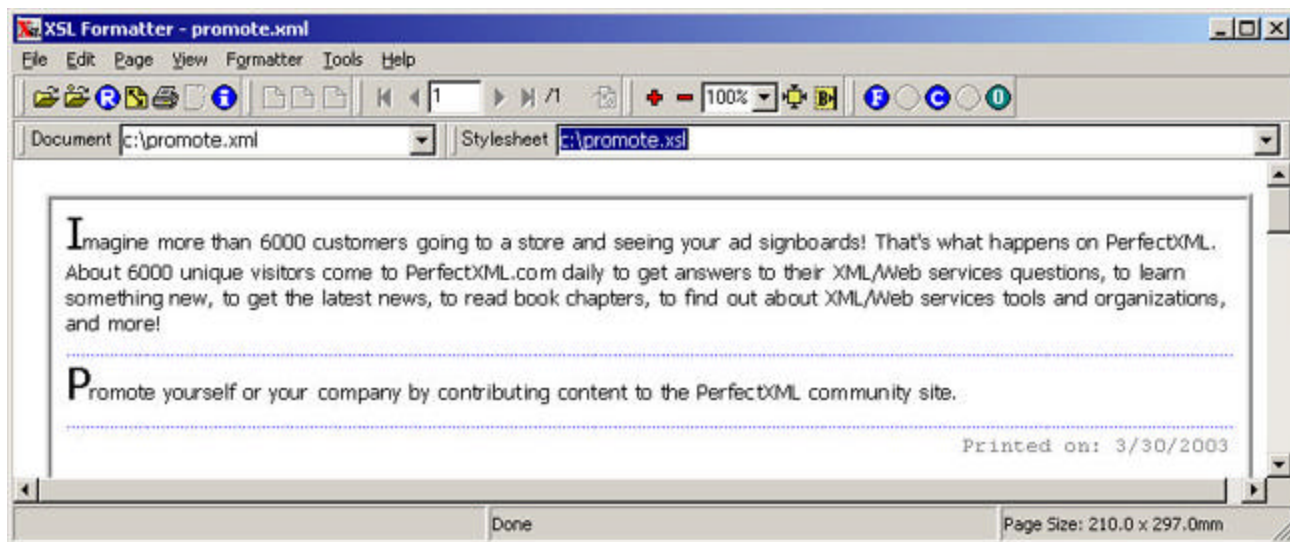 XSL Formatter - promote.xml
File Edit Page View Formatter Tools Help
1 /1 100%
Document c:\promote.xml Stylesheet c:\promote.xsl
Imagine more than 6000 customers going to a store and seeing your ad signboards! That's what happens on PerfectXML.
About 6000 unique visitors come to PerfectXML.com daily to get answers to their XML/Web services questions, to learn
something new, to get the latest news, to read book chapters, to find out about XML/Web services tools and organizations,
and more!
Promote yourself or your company by contributing content to the PerfectXML community site.
Printed on: 3/30/2003
Done Page Size: 210.0 x 297.0mm